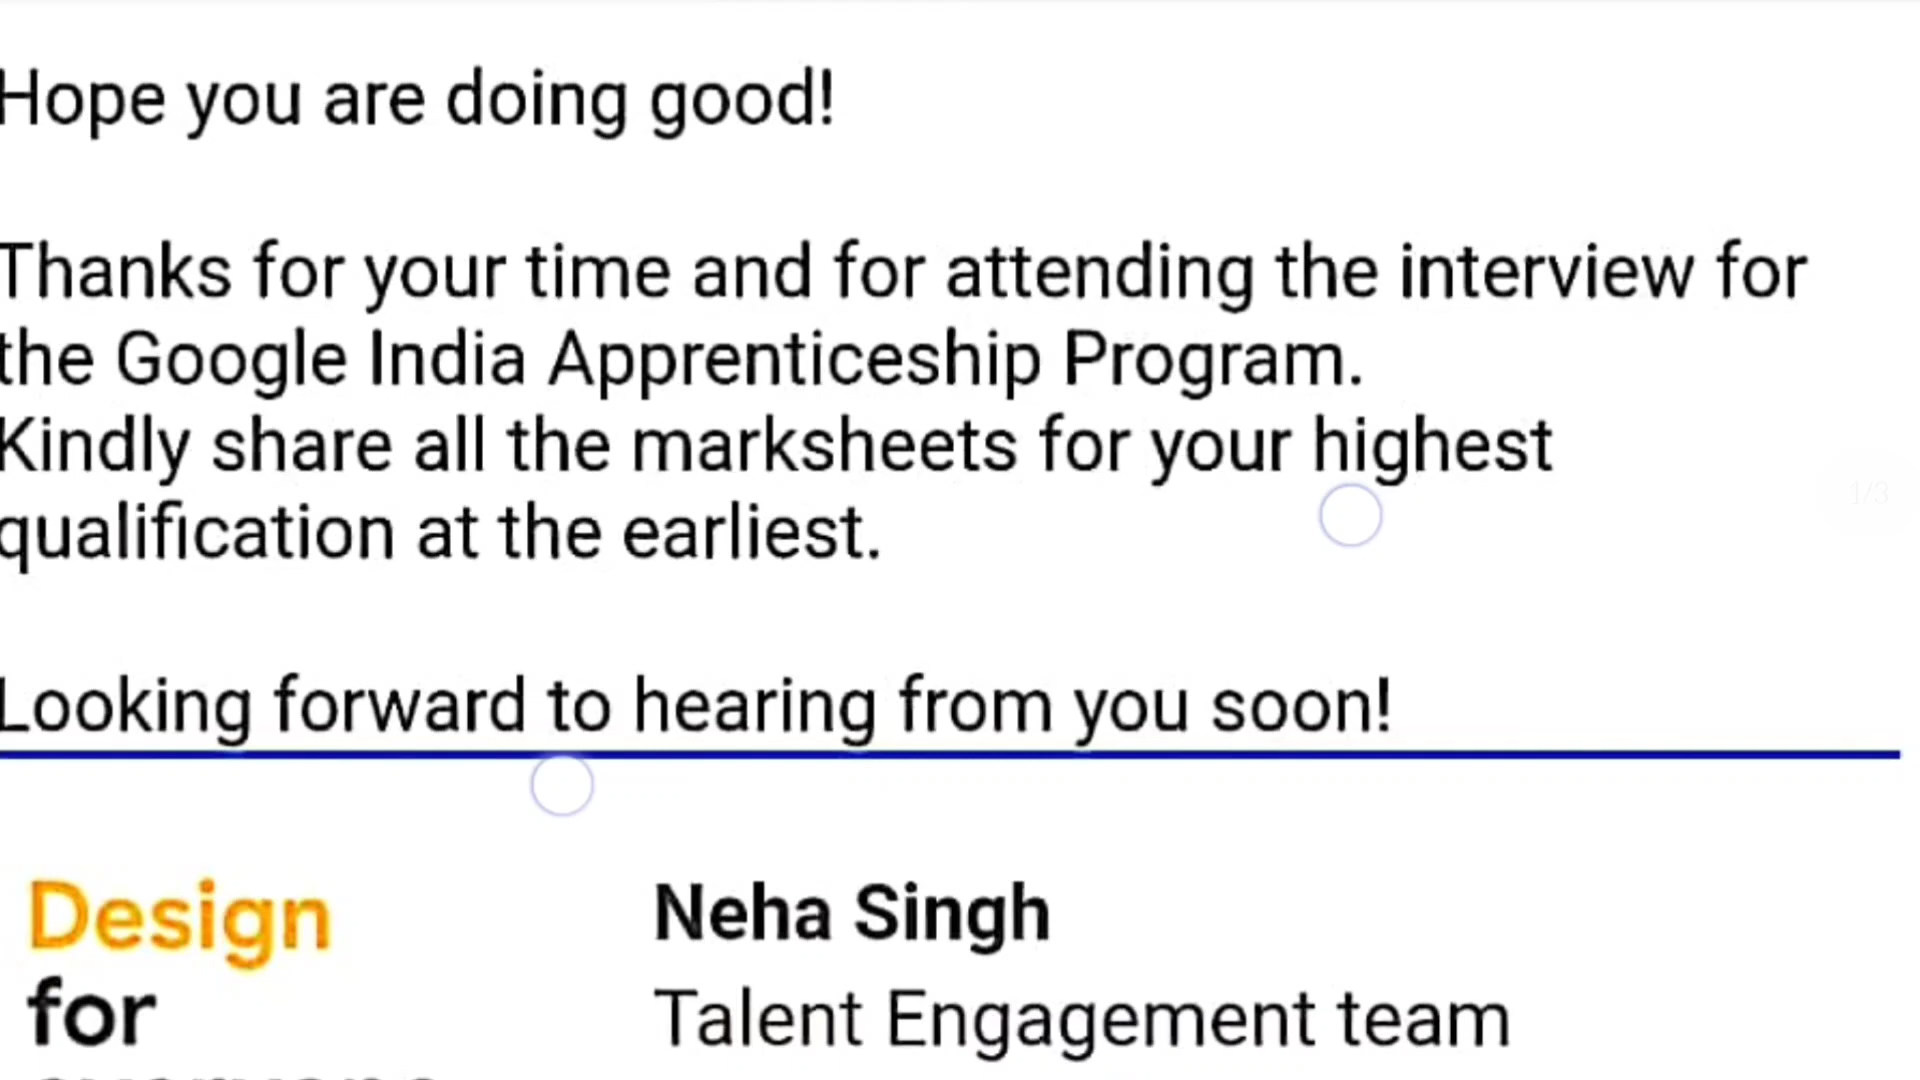 Hope you are doing good!
Thanks for your time and for attending the interview for
the Google India Apprenticeship Program.
Kindly share all the marksheets for your highest
qualification at the earliest.
1/3
Looking forward to hearing from you soon!
Design
for
Neha Singh
Talent Engagement team